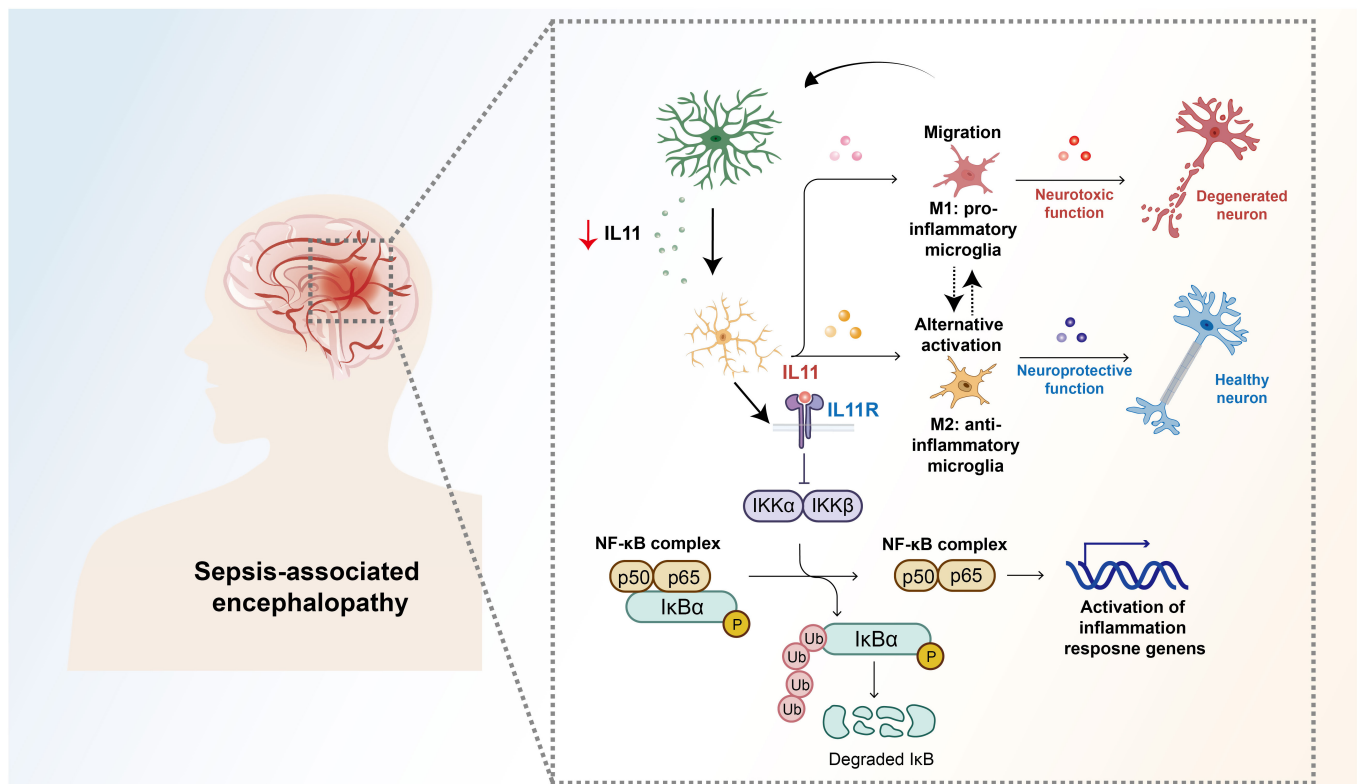 Sepsis-associated
encephalopathy
IL11
Migration
M1: pro-
inflammatory
microglia
Neurotoxic
function
Degenerated
neuron
Alternative
activation
M2: anti-
inflammatory
microglia
Neuroprotective
function
Healthy
neuron
IL11
IL11R
IKKα IKKβ
NF-κB complex
p50 p65
IκBα
P
NF-κB complex
p50 p65
Activation of
inflammation
resposne genens
Ub IκBα
P
Ub
Ub
Ub
Degraded IκB